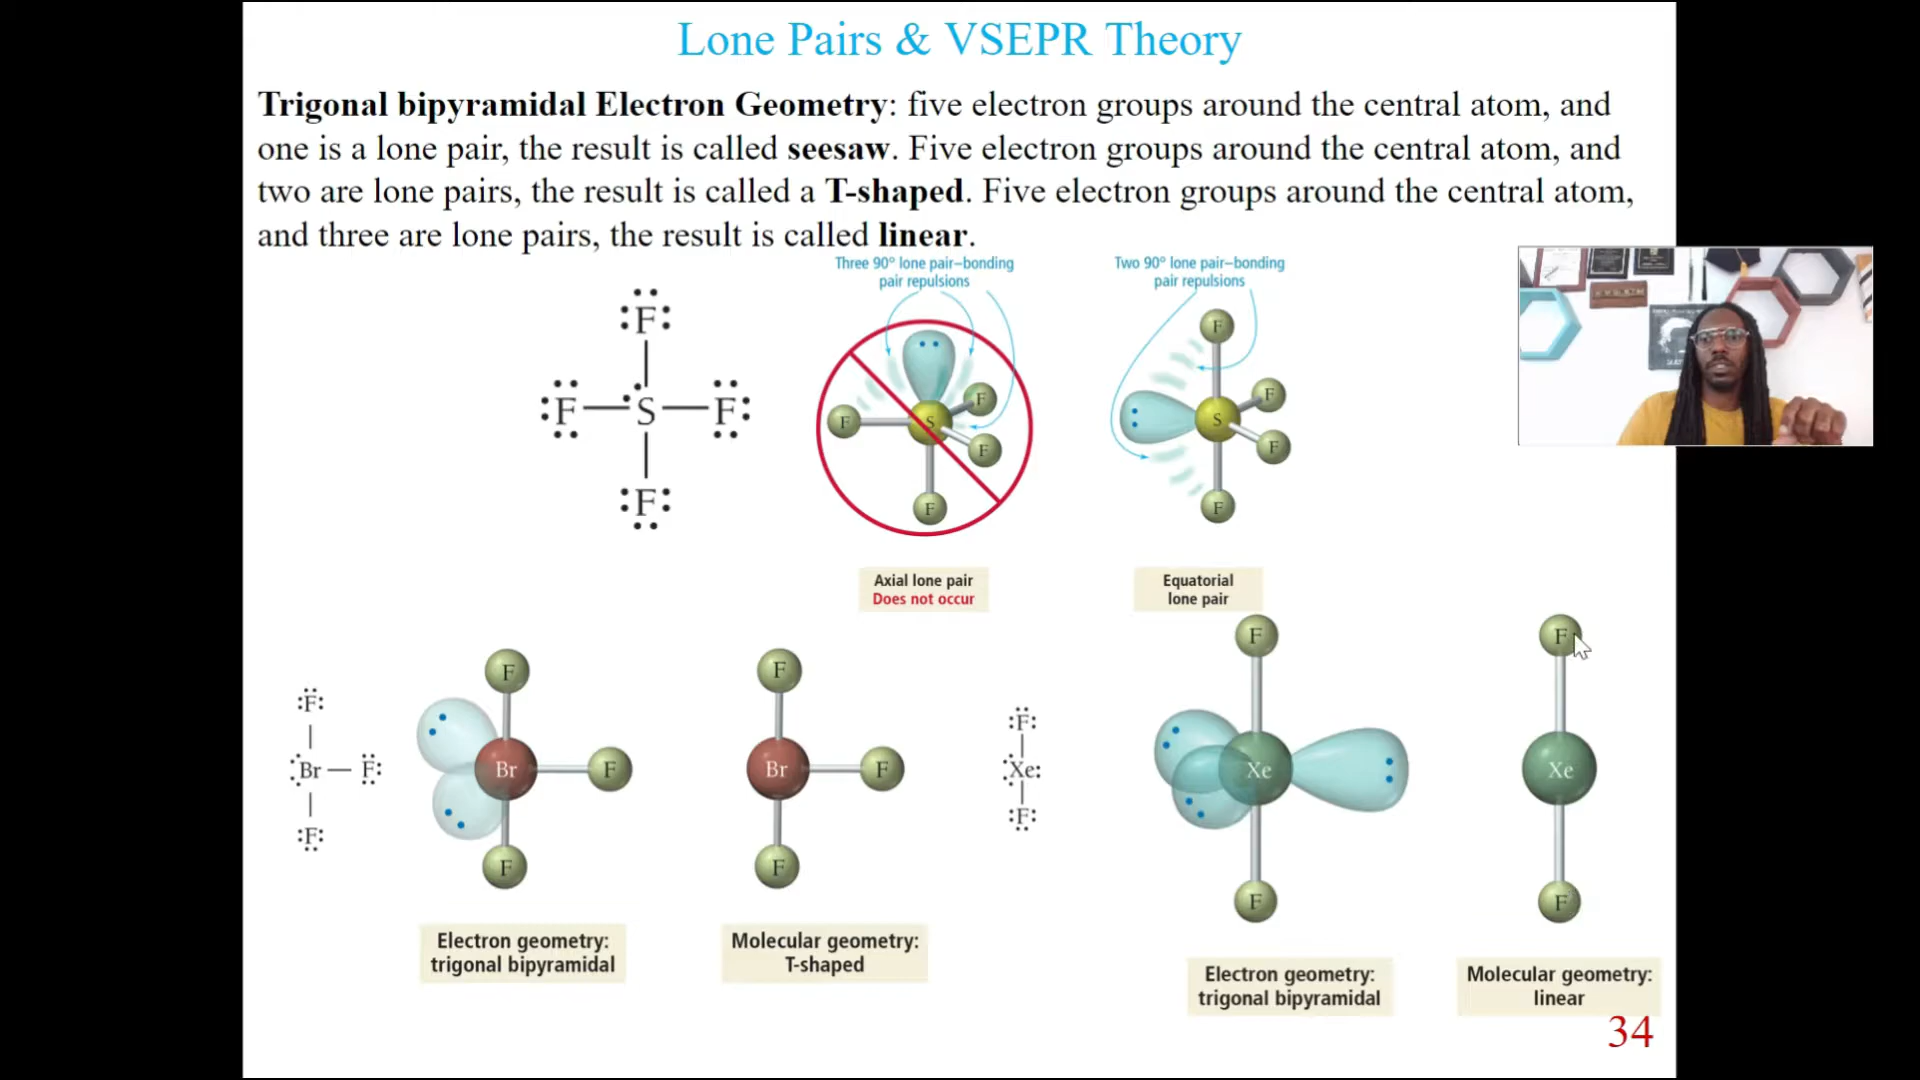 Lone Pairs & VSEPR Theory
Trigonal bipyramidal Electron Geometry: five electron groups around the central atom, and
one is a lone pair, the result is called seesaw. Five electron groups around the central atom, and
two are lone pairs, the result is called a T-shaped. Five electron groups around the central atom,
and three are lone pairs, the result is called linear.
Three 90° lone pair–bonding
pair repulsions
Two 90° lone pair–bonding
pair repulsions
F
F S F
F
F
F
S
F
F
F
F
S
F
F
Axial lone pair
Does not occur
Equatorial
lone pair
F
Br F
F
F
Br F
F
F
Br F
F
F
Xe
F
F
Xe
F
F
Xe
F
Electron geometry:
trigonal bipyramidal
Molecular geometry:
T-shaped
Electron geometry:
trigonal bipyramidal
Molecular geometry:
linear
34